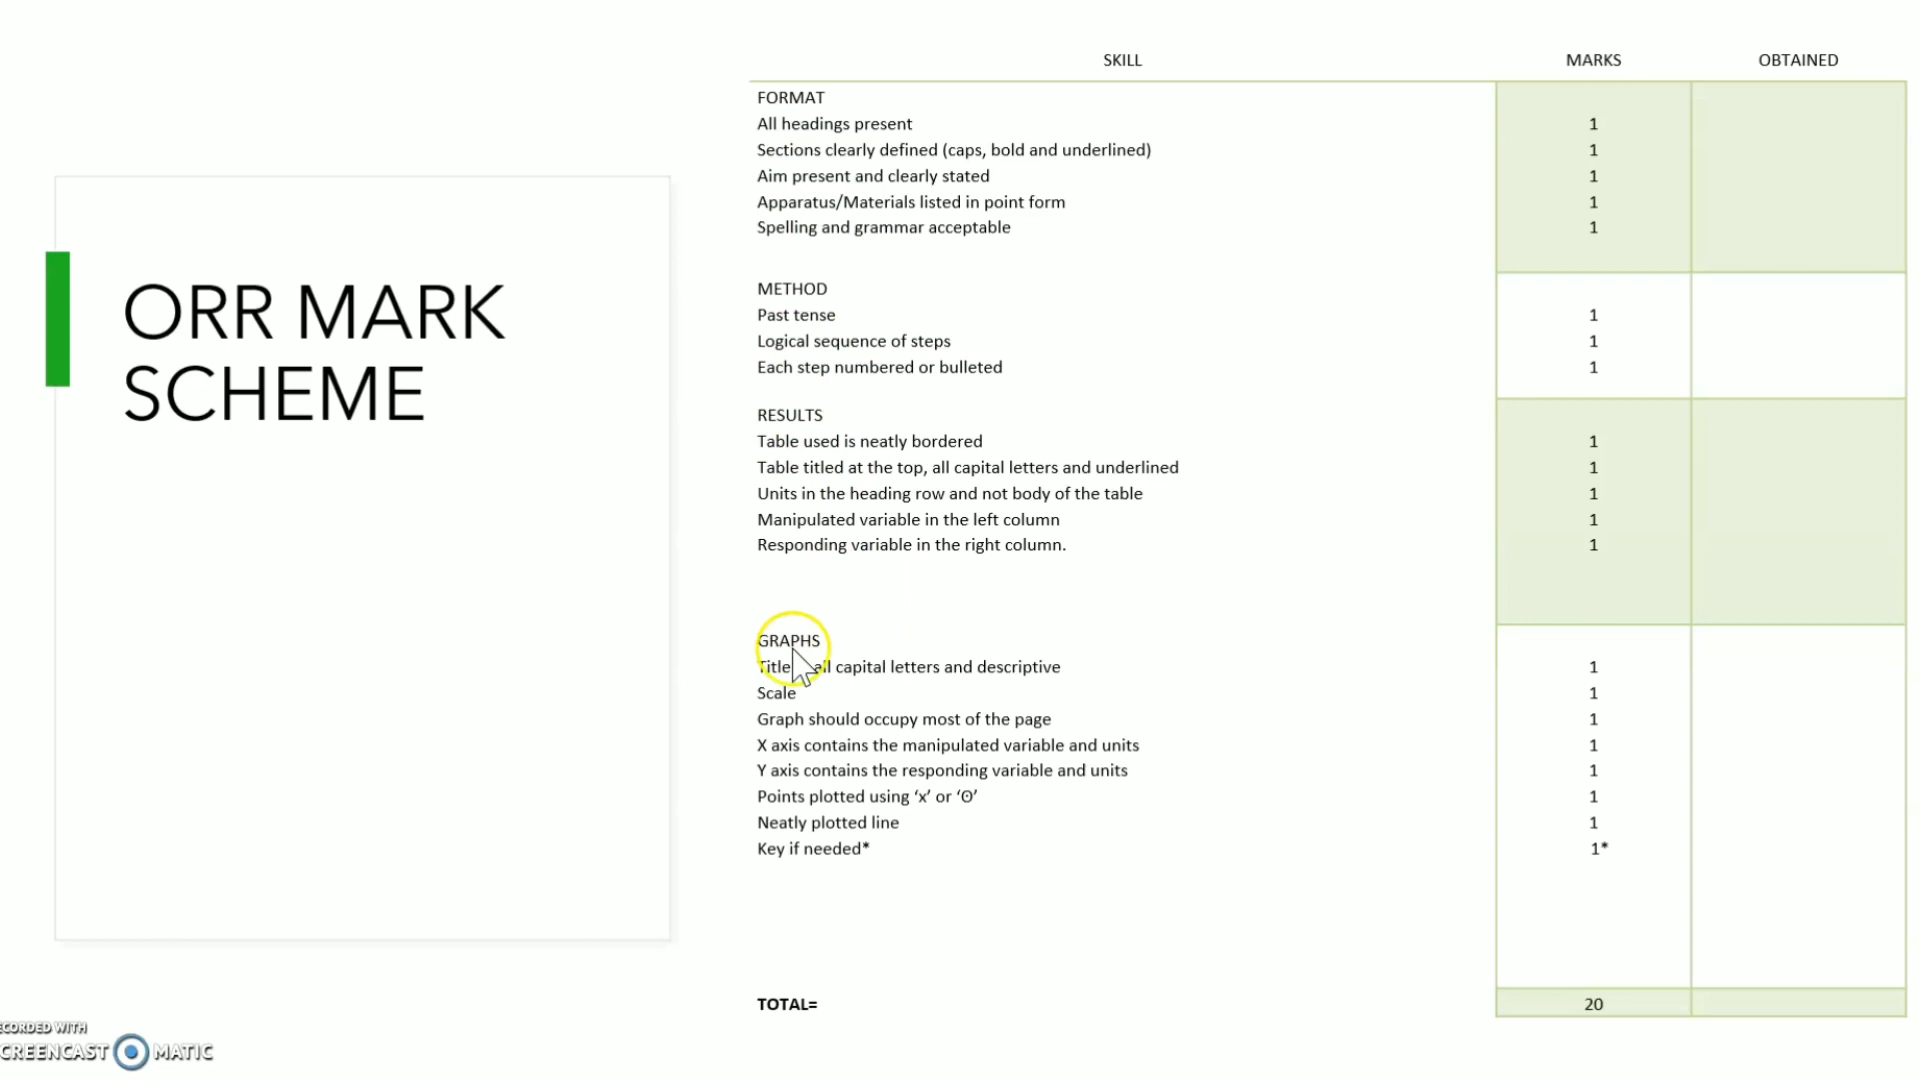 ORR MARK
SCHEME
SKILL MARKS OBTAINED
FORMAT
All headings present 1
Sections clearly defined (caps, bold and underlined) 1
Aim present and clearly stated 1
Apparatus/Materials listed in point form 1
Spelling and grammar acceptable 1
METHOD
Past tense 1
Logical sequence of steps 1
Each step numbered or bulleted 1
RESULTS
Table used is neatly bordered 1
Table titled at the top, all capital letters and underlined 1
Units in the heading row and not body of the table 1
Manipulated variable in the left column 1
Responding variable in the right column. 1
GRAPHS
Title all capital letters and descriptive 1
Scale 1
Graph should occupy most of the page 1
X axis contains the manipulated variable and units 1
Y axis contains the responding variable and units 1
Points plotted using ‘x’ or ‘ʘ’ 1
Neatly plotted line 1
Key if needed* 1*
TOTAL= 20
ECORDED WITH
CREENCAST MATIC